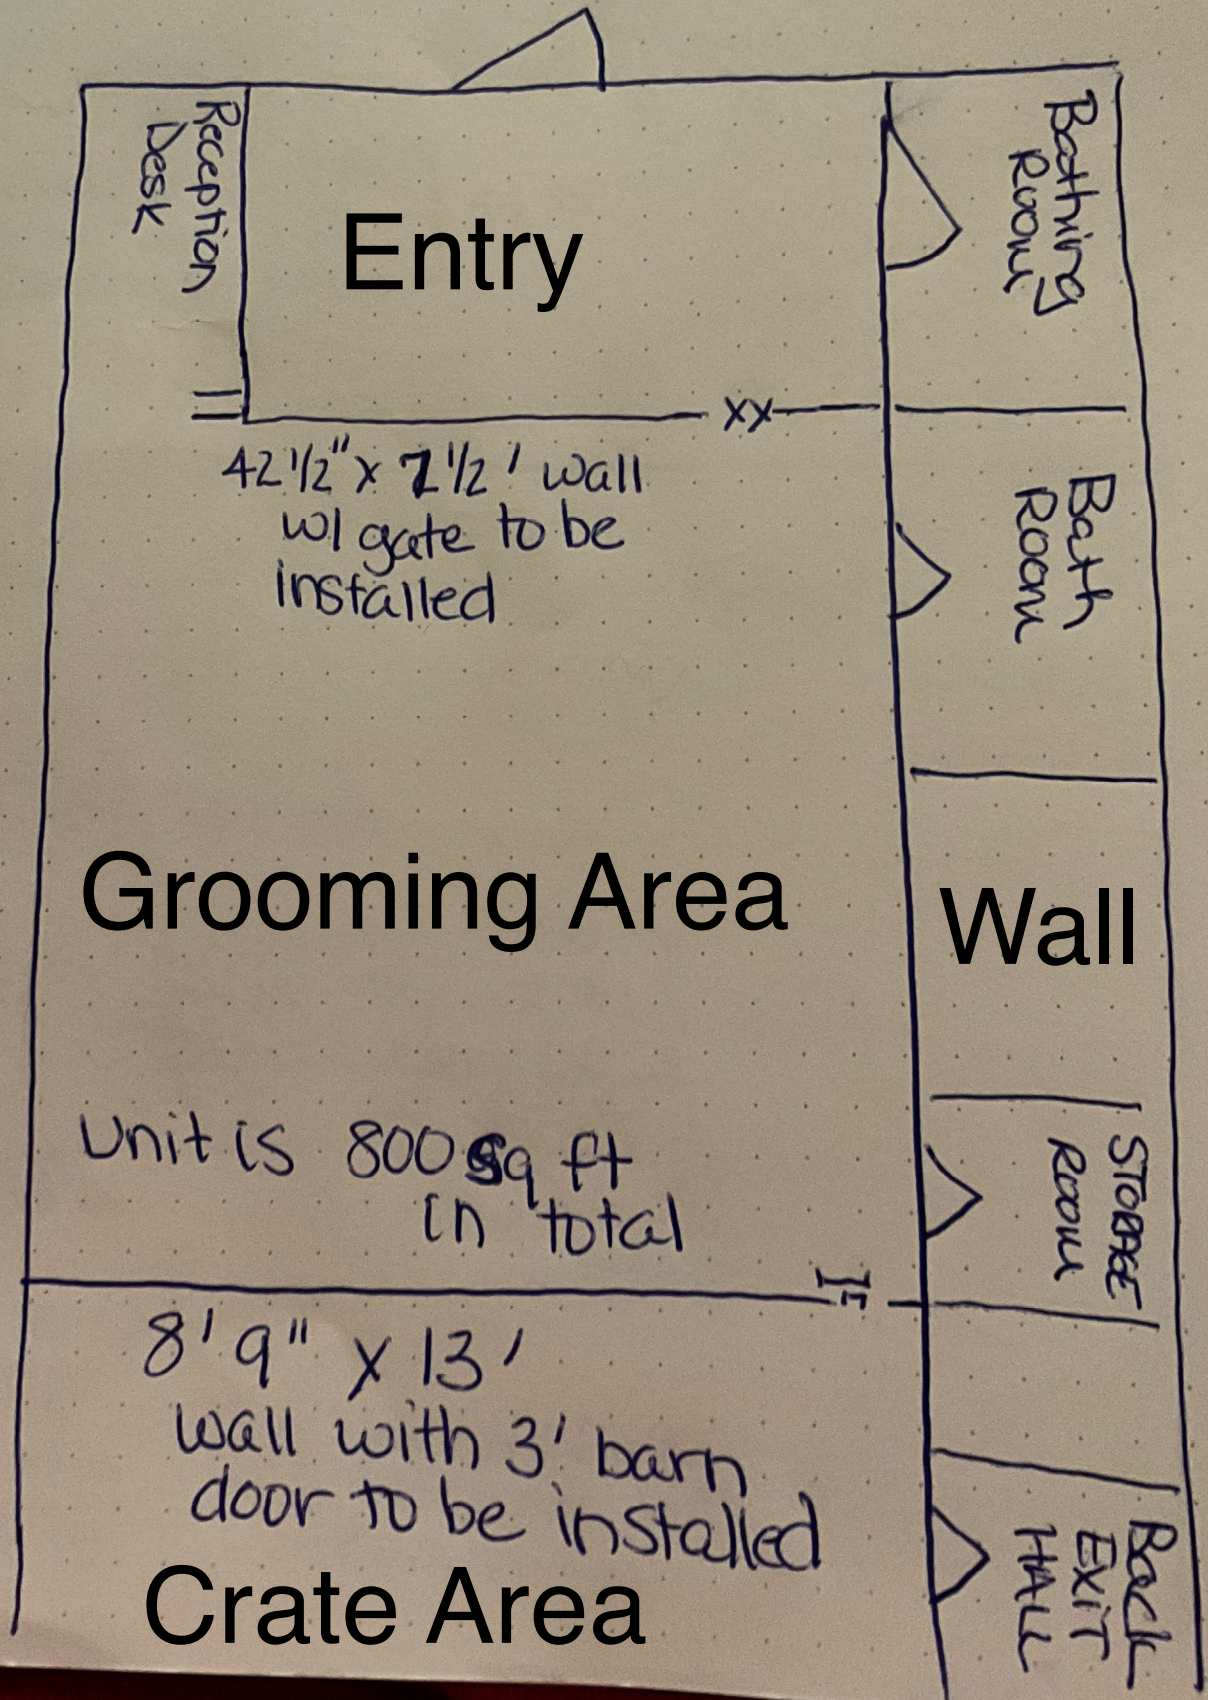 Reception
Desk
Entry
Bathing
Room
XX
42 1/2" x 7 1/2' wall
w/ gate to be
installed
Bath
Room
Grooming Area
Wall
Unit is 800 sq ft
in total
STORAGE
Room
8' 9" x 13'
wall with 3' barn
door to be installed
Crate Area
Back
EXiT
HALL